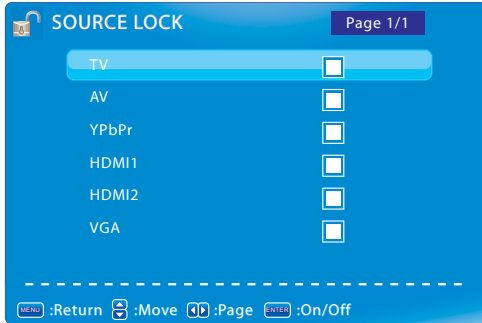 SOURCE LOCK Page 1/1
TV
AV
YPbPr
HDMI1
HDMI2
VGA
MENU :Return :Move :Page ENTER :On/Off